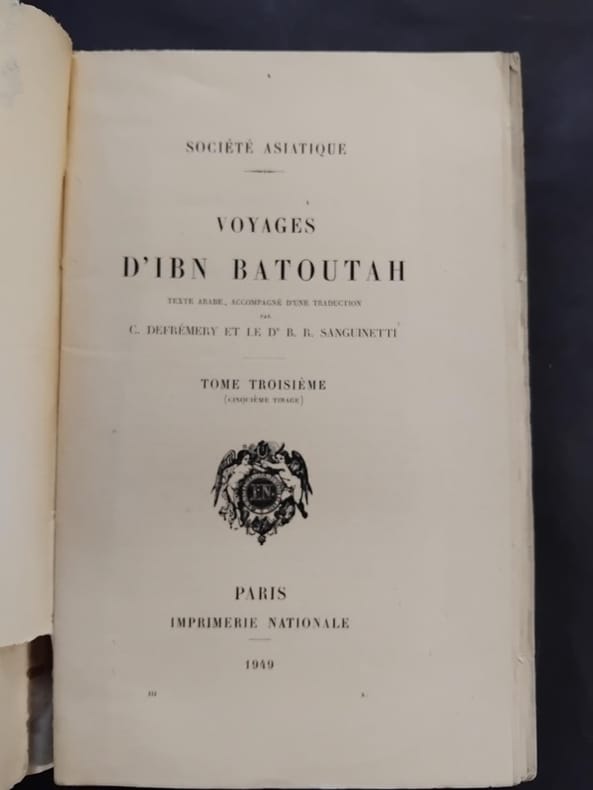 SOCIÉTÉ ASIATIQUE
VOYAGES
D'IBN BATOUTAH
TEXTE ARABE, ACCOMPAGNÉ D'UNE TRADUCTION
PAR
C. DEFRÉMERY ET LE Dr B. R. SANGUINETTI
TOME TROISIÈME
(CINQUIÈME TIRAGE)
PARIS
IMPRIMERIE NATIONALE
1949
III